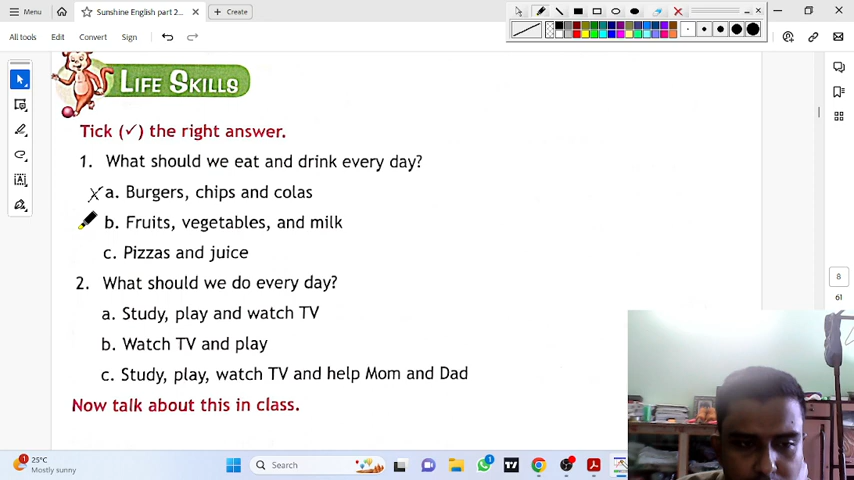 Menu
Sunshine English part 2...
Create
All tools
Edit
Convert
Sign
LIFE SKILLS
Tick (✓) the right answer.
1. What should we eat and drink every day?
a. Burgers, chips and colas
b. Fruits, vegetables, and milk
c. Pizzas and juice
2. What should we do every day?
a. Study, play and watch TV
b. Watch TV and play
c. Study, play, watch TV and help Mom and Dad
Now talk about this in class.
8
61
1
25°C
Mostly sunny
Search
1